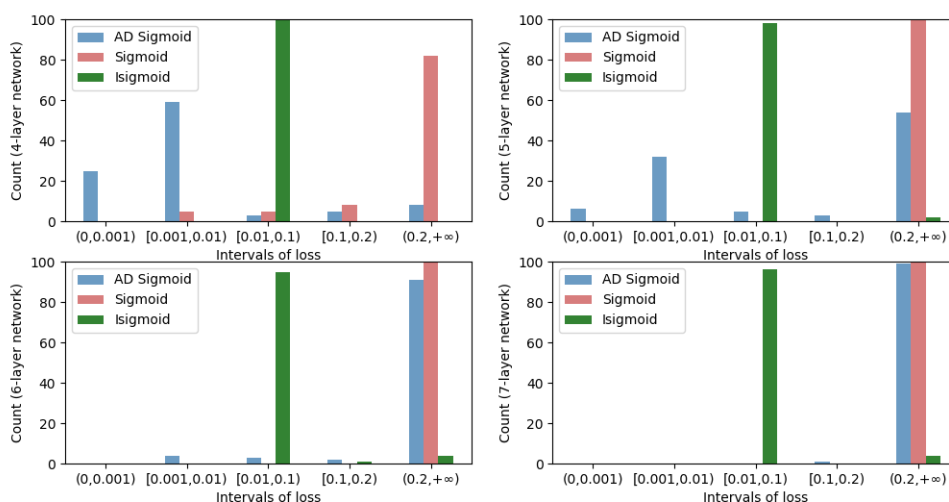 Count (4-layer network)
100
80
60
40
20
0
AD Sigmoid
Sigmoid
Isigmoid
(0,0.001) [0.001,0.01) [0.01,0.1) [0.1,0.2) (0.2,+∞)
Intervals of loss
Count (5-layer network)
100
80
60
40
20
0
AD Sigmoid
Sigmoid
Isigmoid
(0,0.001) [0.001,0.01) [0.01,0.1) [0.1,0.2) (0.2,+∞)
Intervals of loss
Count (6-layer network)
100
80
60
40
20
0
AD Sigmoid
Sigmoid
Isigmoid
(0,0.001) [0.001,0.01) [0.01,0.1) [0.1,0.2) (0.2,+∞)
Intervals of loss
Count (7-layer network)
100
80
60
40
20
0
AD Sigmoid
Sigmoid
Isigmoid
(0,0.001) [0.001,0.01) [0.01,0.1) [0.1,0.2) (0.2,+∞)
Intervals of loss